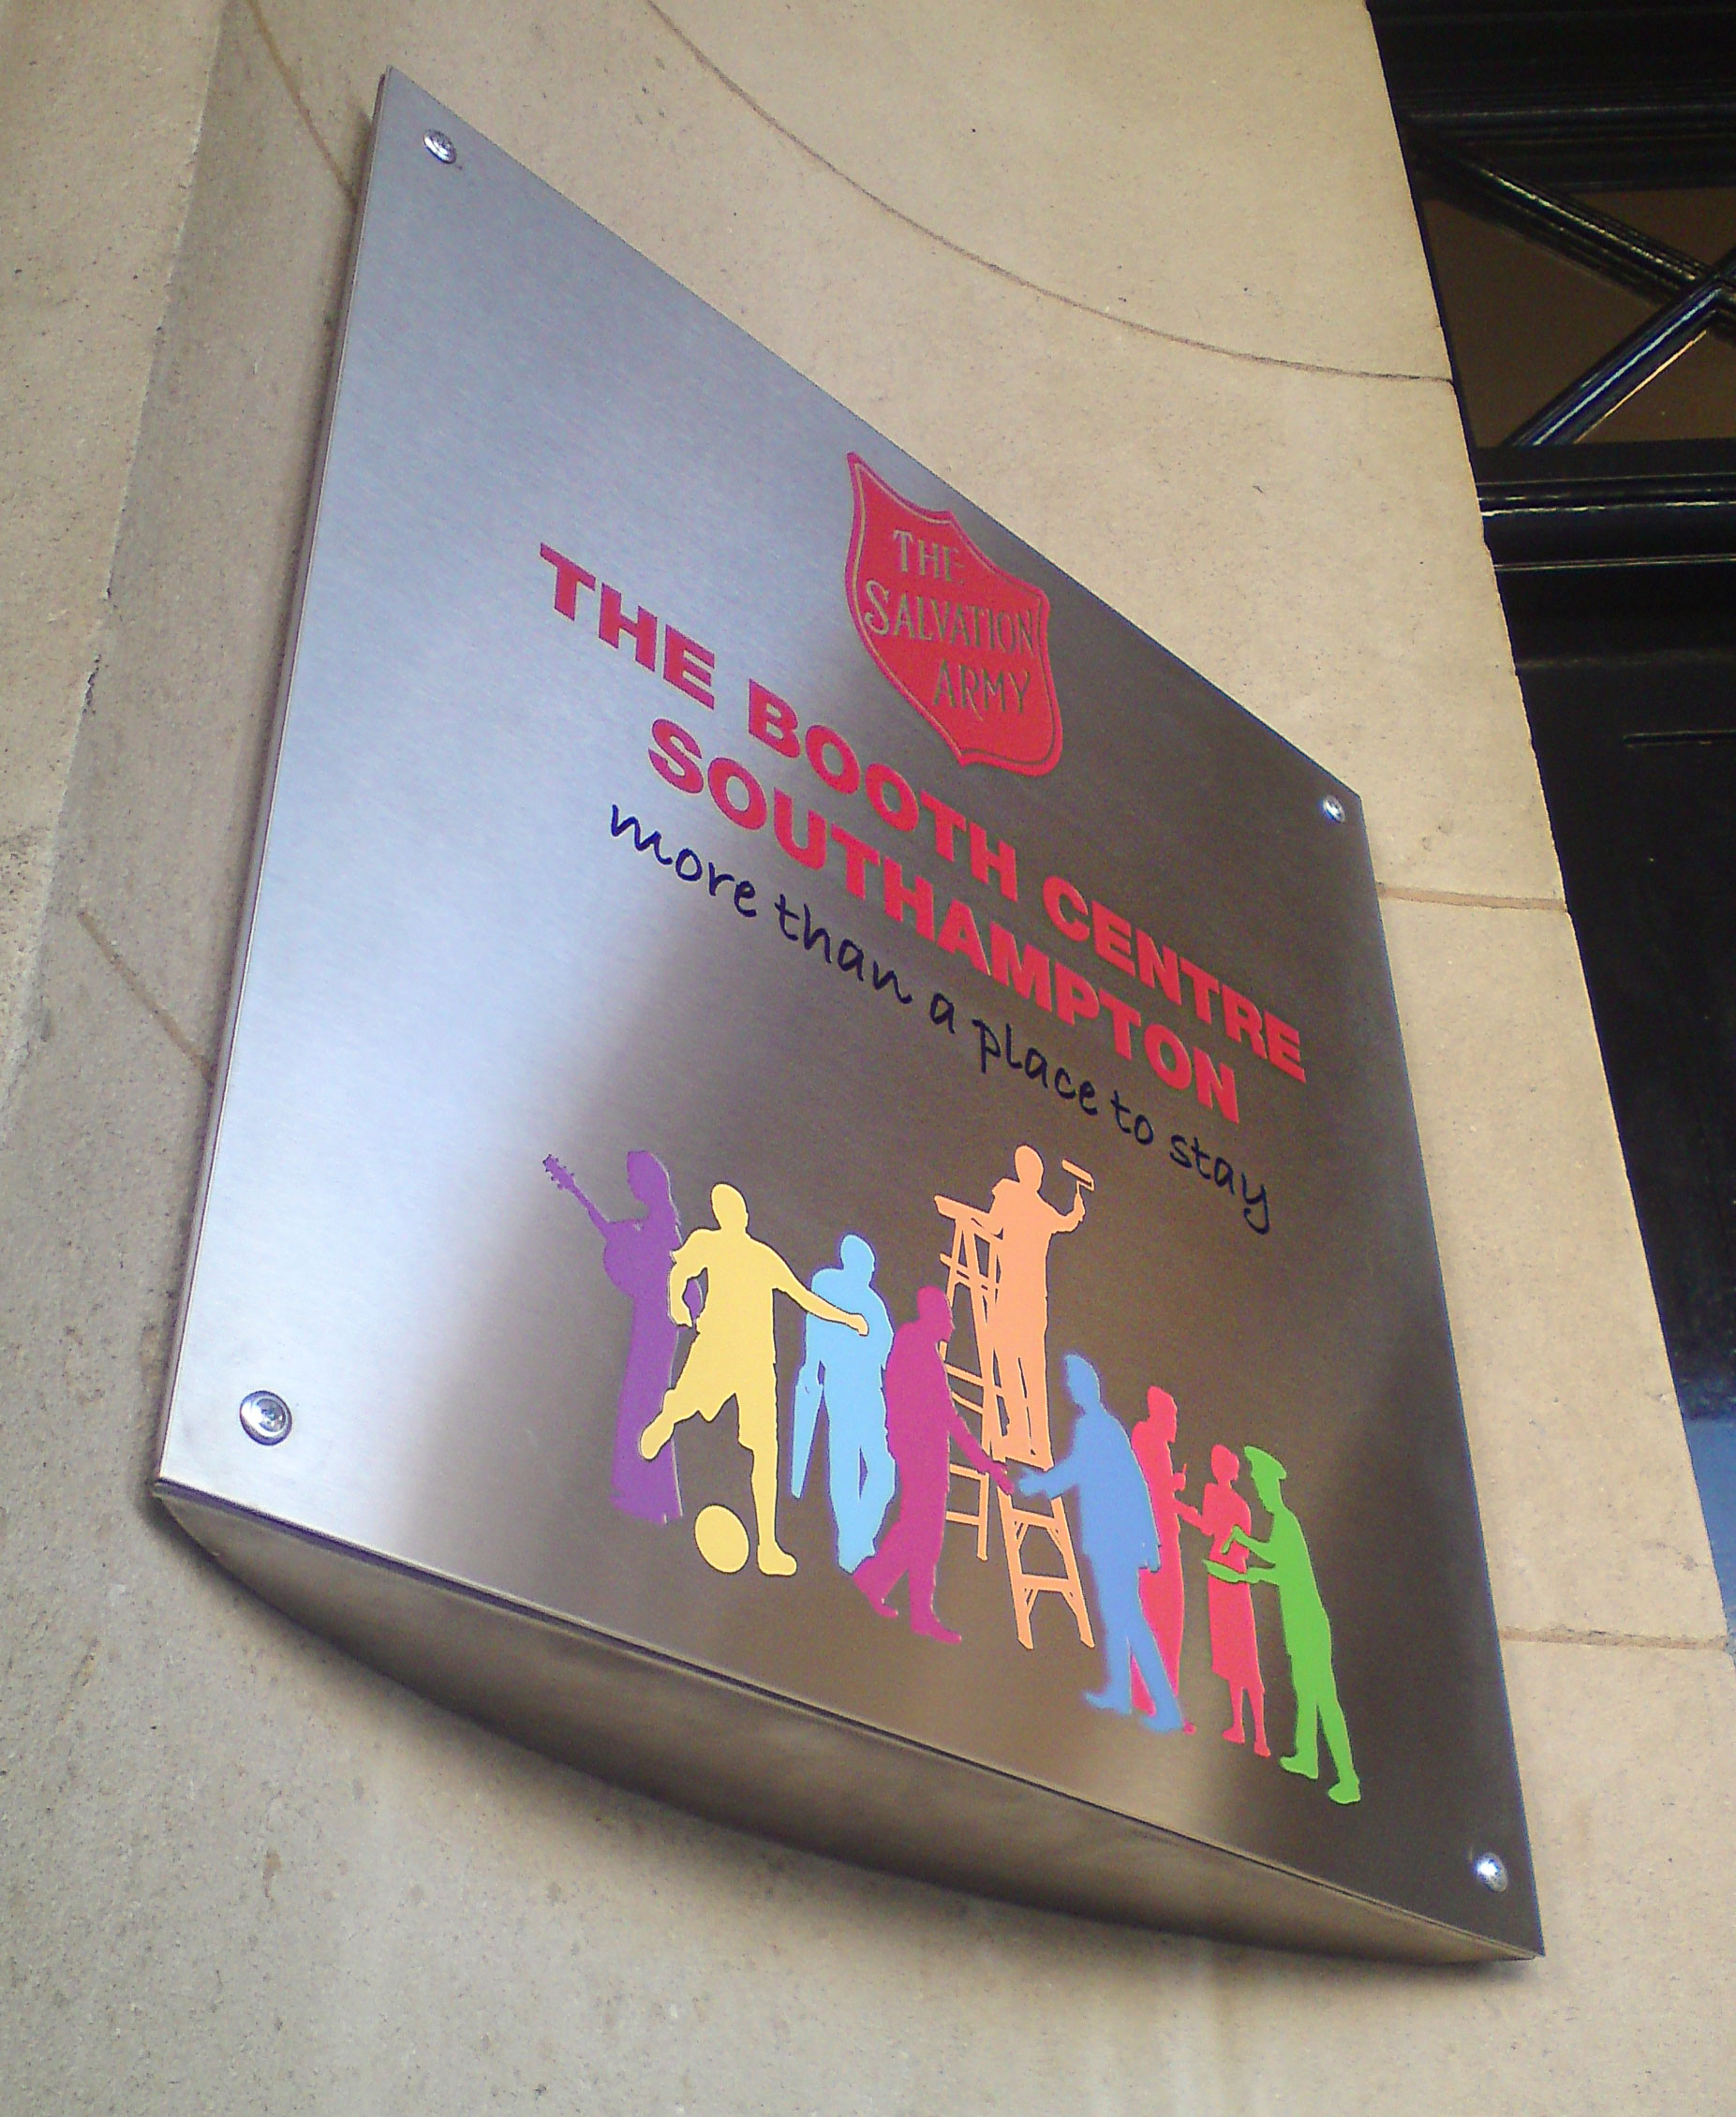 THE
SALVATION
ARMY
THE BOOTH CENTRE
SOUTHAMPTON
more than a place to stay